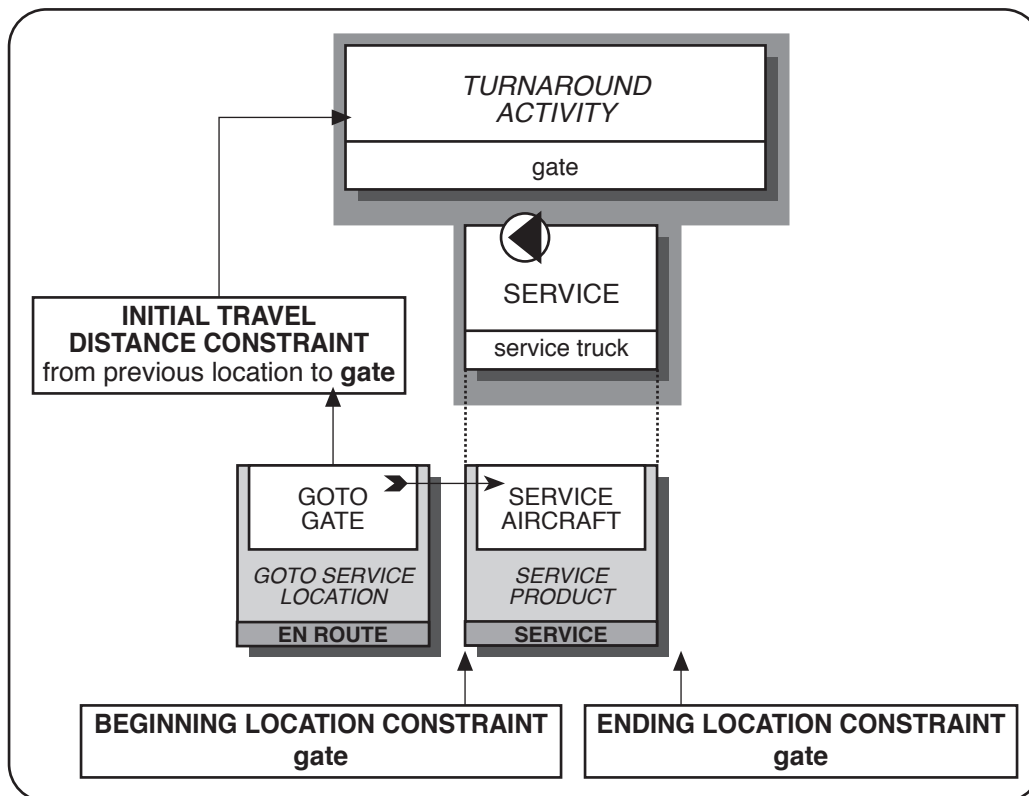 TURNAROUND
ACTIVITY
gate
SERVICE
service truck
INITIAL TRAVEL
DISTANCE CONSTRAINT
from previous location to gate
GOTO
GATE
GOTO SERVICE
LOCATION
EN ROUTE
SERVICE
AIRCRAFT
SERVICE
PRODUCT
SERVICE
BEGINNING LOCATION CONSTRAINT
gate
ENDING LOCATION CONSTRAINT
gate